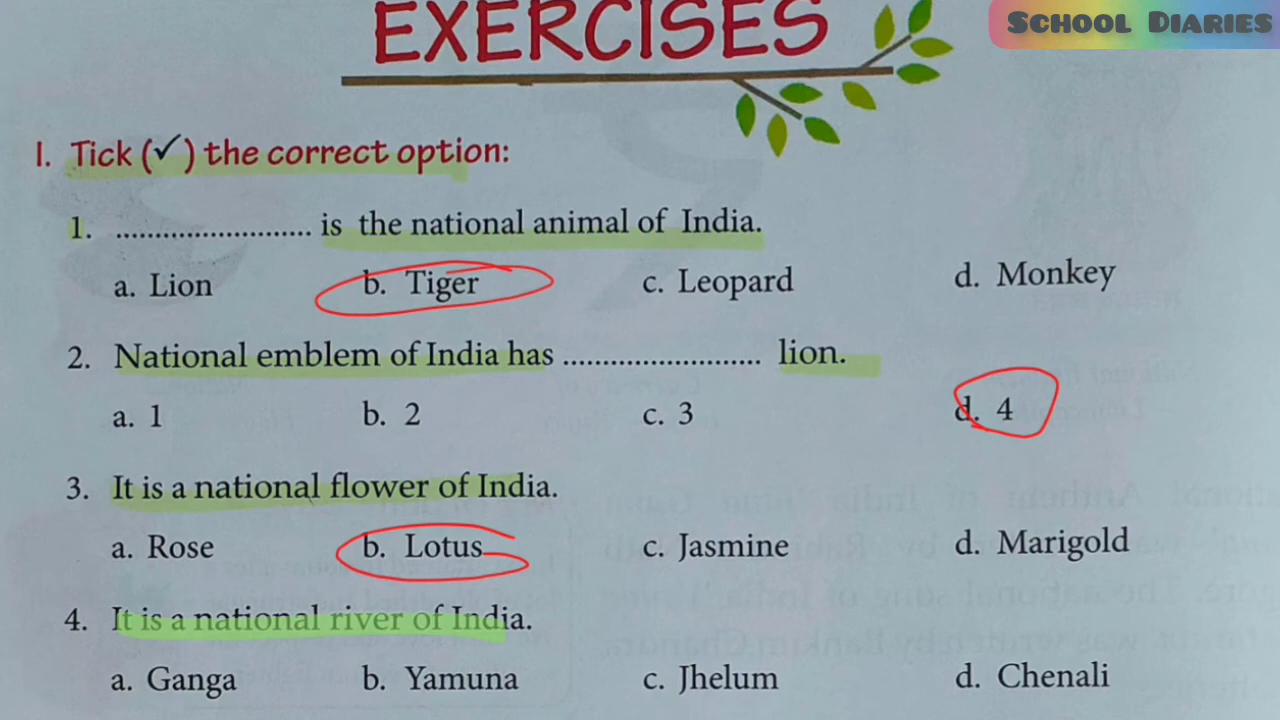 SCHOOL DIARIES
EXERCISES
I. Tick (✓) the correct option:
1. ........................ is the national animal of India.
a. Lion b. Tiger c. Leopard d. Monkey
2. National emblem of India has ........................ lion.
a. 1 b. 2 c. 3 d. 4
3. It is a national flower of India.
a. Rose b. Lotus c. Jasmine d. Marigold
4. It is a national river of India.
a. Ganga b. Yamuna c. Jhelum d. Chenali